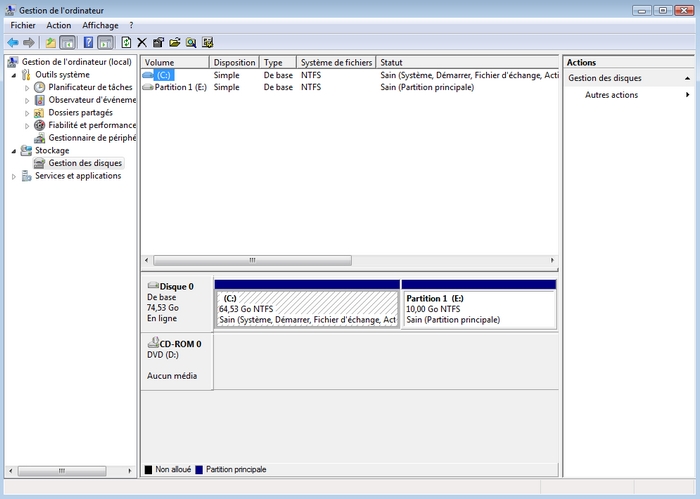 Gestion de l'ordinateur
Fichier Action Affichage ?
Gestion de l'ordinateur (local)
Outils système
Planificateur de tâches
Observateur d'événeme
Dossiers partagés
Fiabilité et performance
Gestionnaire de périphé
Stockage
Gestion des disques
Services et applications
Volume Disposition Type Système de fichiers Statut
(C:) Simple De base NTFS Sain (Système, Démarrer, Fichier d'échange, Acti
Partition 1 (E:) Simple De base NTFS Sain (Partition principale)
Disque 0
De base
74,53 Go
En ligne
(C:)
64,53 Go NTFS
Sain (Système, Démarrer, Fichier d'échange, Act
Partition 1 (E:)
10,00 Go NTFS
Sain (Partition principale)
CD-ROM 0
DVD (D:)
Aucun média
Non alloué Partition principale
Actions
Gestion des disques
Autres actions